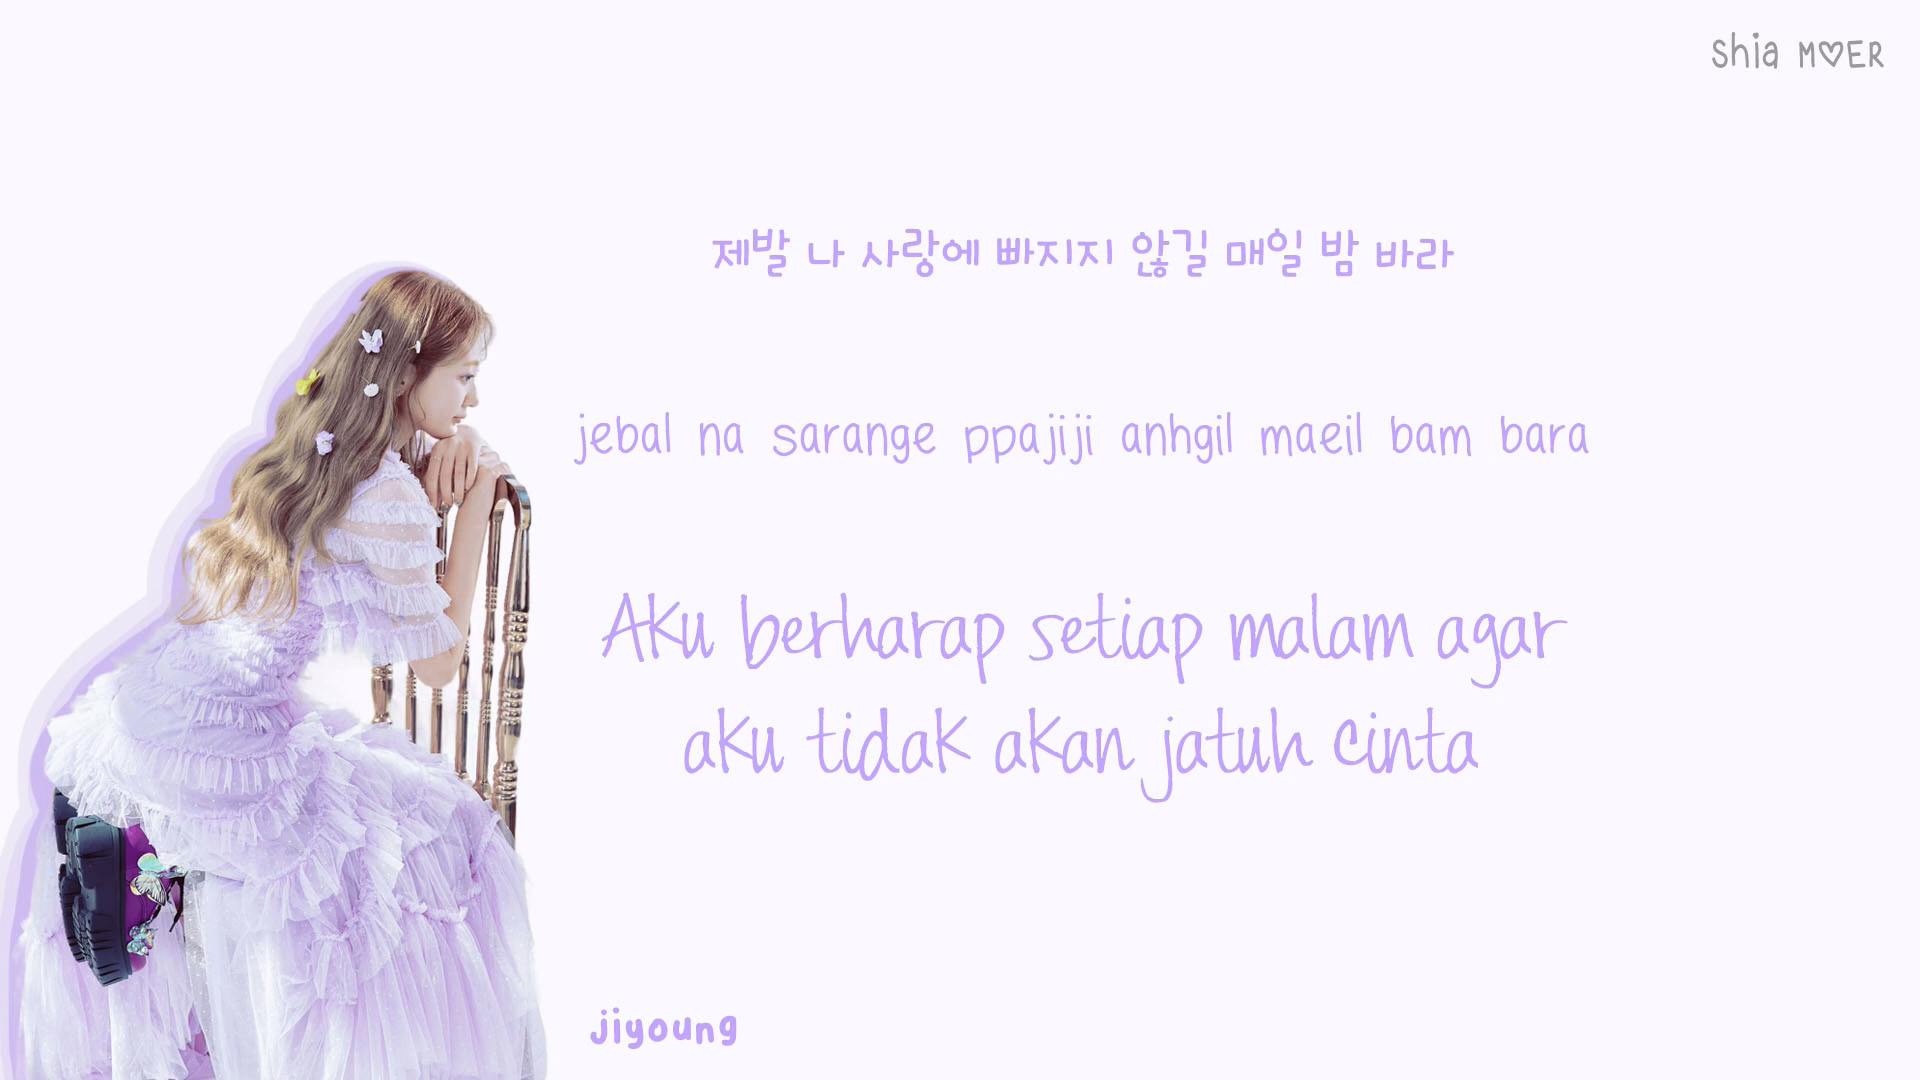 Shia M♡ER
제발 나 사랑에 빠지지 않길 매일 밤 바라
jebal na sarange ppajiji anhgil maeil bam bara
Aku berharap setiap malam agar
aku tidak akan jatuh cinta
jiyoung